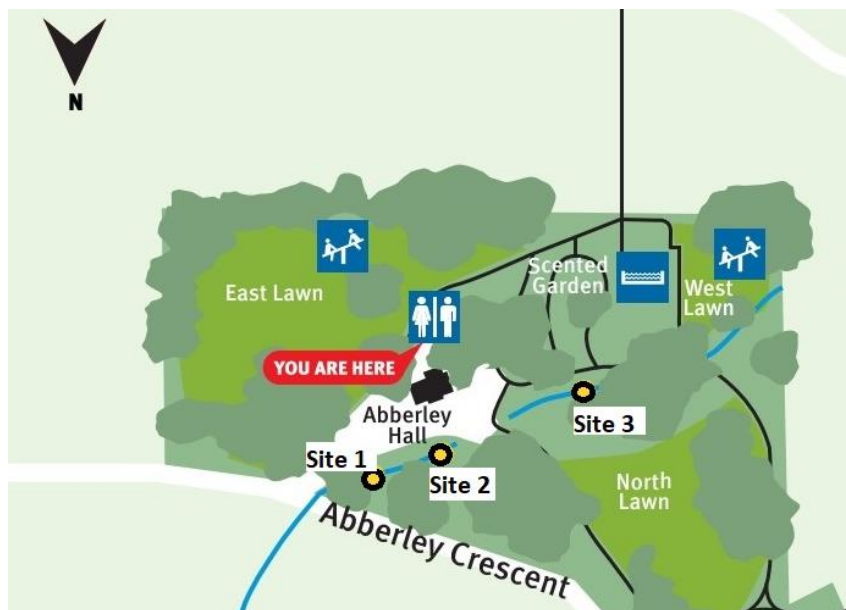 N
East Lawn
Scented
Garden
West
Lawn
YOU ARE HERE
Abberley
Hall
Site 3
Site 1
Site 2
North
Lawn
Abberley Crescent